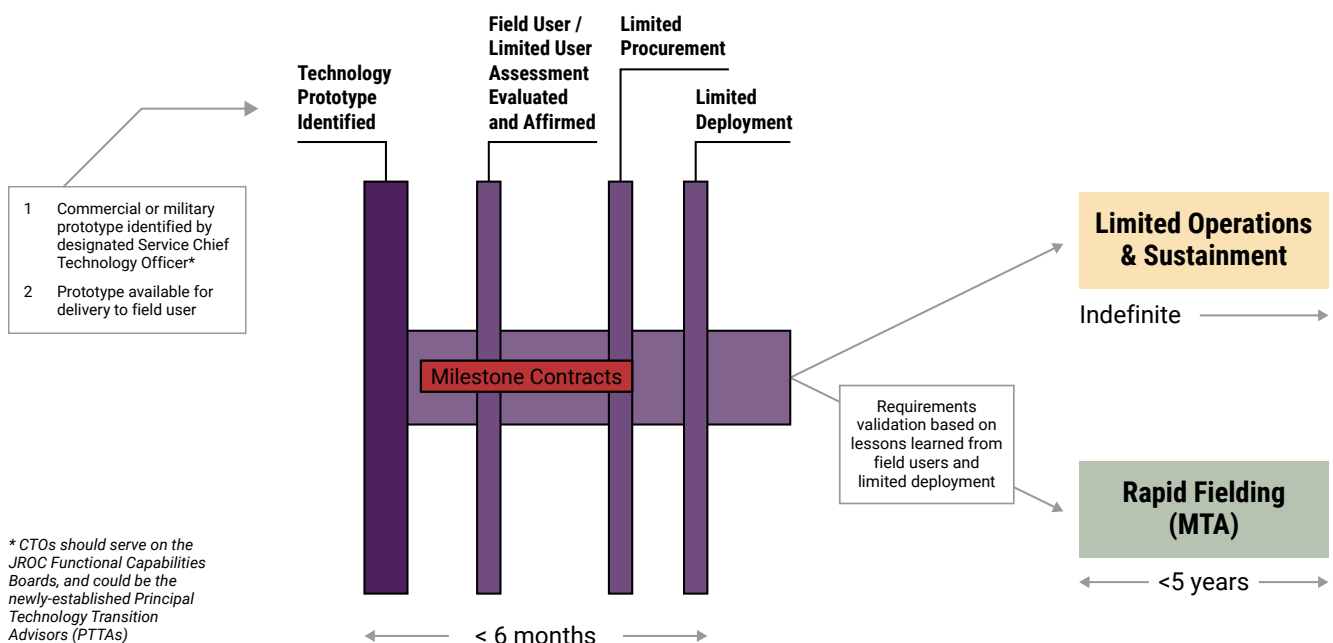 Technology
Prototype
Identified
Field User /
Limited User
Assessment
Evaluated
and Affirmed
Limited
Procurement
Limited
Deployment
1 Commercial or military
prototype identified by
designated Service Chief
Technology Officer*
2 Prototype available for
delivery to field user
Milestone Contracts
Limited Operations
& Sustainment
Indefinite
Requirements
validation based on
lessons learned from
field users and
limited deployment
Rapid Fielding
(MTA)
<5 years
* CTOs should serve on the
JROC Functional Capabilities
Boards, and could be the
newly-established Principal
Technology Transition
Advisors (PTTAs)
< 6 months